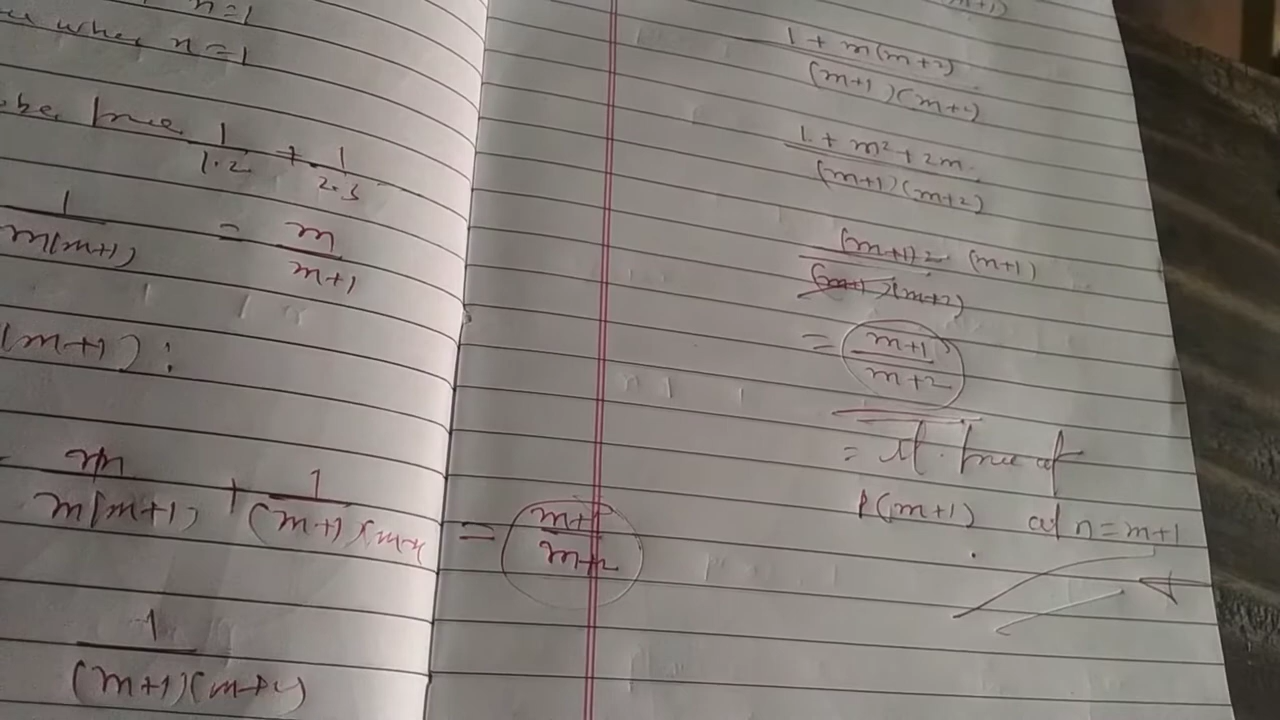 n=1
when n=1
be true 1/1.2 + 1/2.3
1/m(m+1) = m/m+1
(m+1):
m/m(m+1) + 1/(m+1)(m+2) = m+1/m+2
1/(m+1)(m+2)
m+1)
1 + m(m+2)/(m+1)(m+2)
1 + m² + 2m/(m+1)(m+2)
(m+1)2 (m+1)/(m+1)(m+2)
= m+1/m+2
= It. true at
P(m+1) at n=m+1